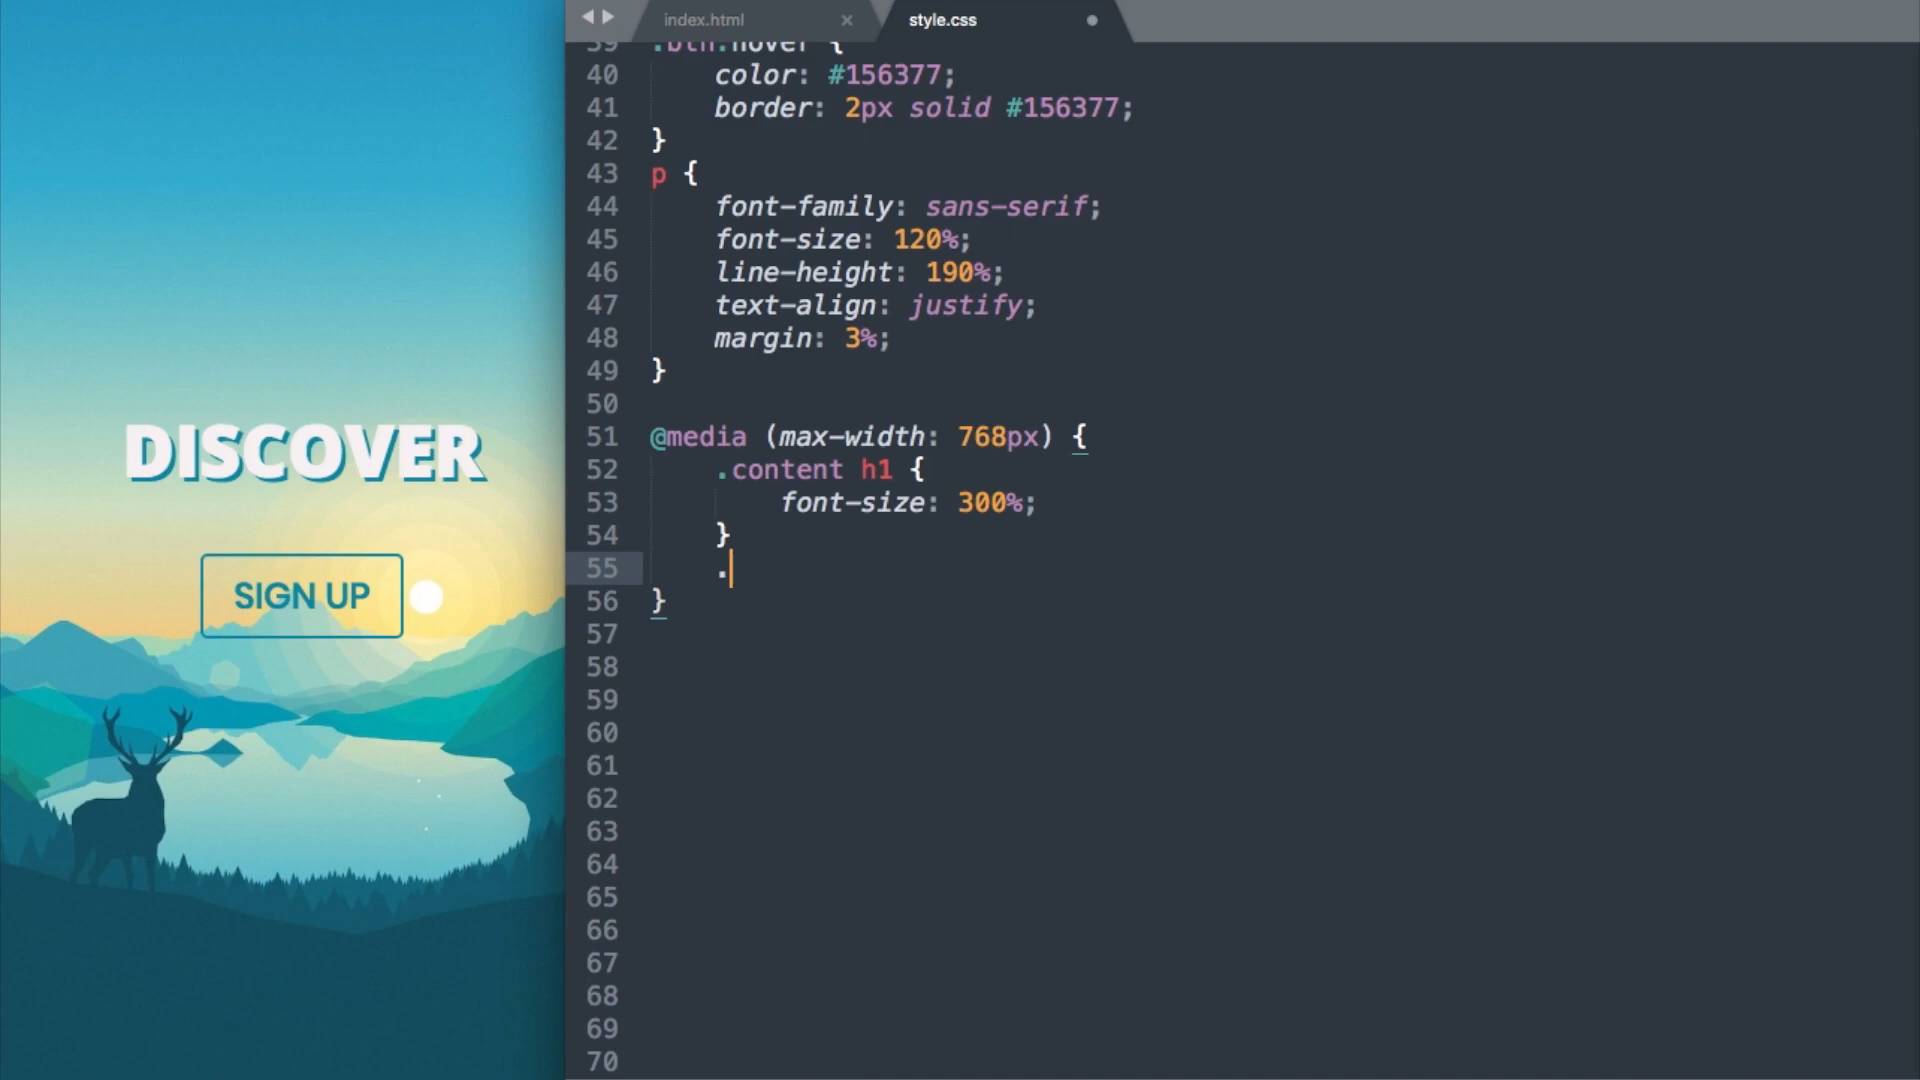 index.html ×
style.css
DISCOVER
SIGN UP
39 .btn:hover {
40 color: #156377;
41 border: 2px solid #156377;
42 }
43 p {
44 font-family: sans-serif;
45 font-size: 120%;
46 line-height: 190%;
47 text-align: justify;
48 margin: 3%;
49 }
50
51 @media (max-width: 768px) {
52 .content h1 {
53 font-size: 300%;
54 }
55 .
56 }
57
58
59
60
61
62
63
64
65
66
67
68
69
70